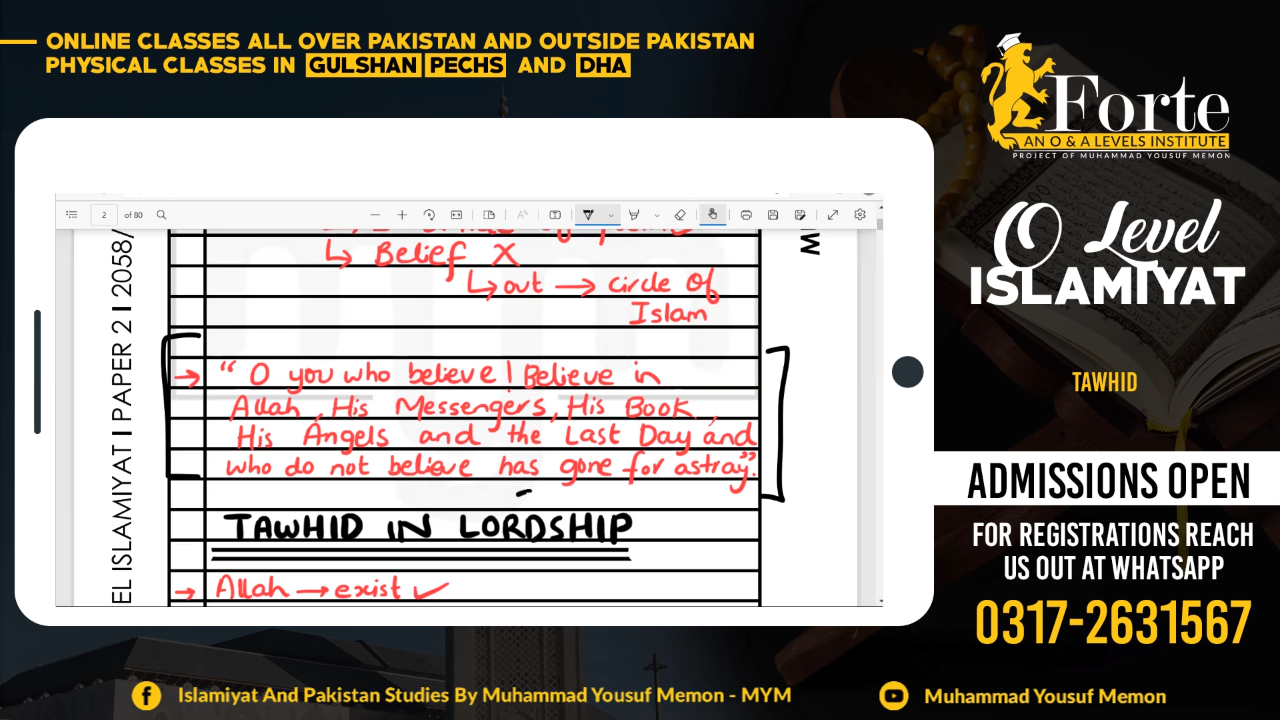 ONLINE CLASSES ALL OVER PAKISTAN AND OUTSIDE PAKISTAN
PHYSICAL CLASSES IN GULSHAN PECHS AND DHA
Forte
AN O & A LEVELS INSTITUTE
PROJECT OF MUHAMMAD YOUSUF MEMON
O Level
ISLAMIYAT
TAWHID
ADMISSIONS OPEN
FOR REGISTRATIONS REACH
US OUT AT WHATSAPP
0317-2631567
2 of 80
EL ISLAMIYAT I PAPER 2 I 2058/
W
↳ Belief X
↳ out → circle of
Islam
→ " O you who believe! Believe in
Allah, His Messengers, His Book,
His Angels and the Last Day and
who do not believe has gone far astray".
TAWHID IN LORDSHIP
→ Allah → exist ✓
Islamiyat And Pakistan Studies By Muhammad Yousuf Memon - MYM
Muhammad Yousuf Memon